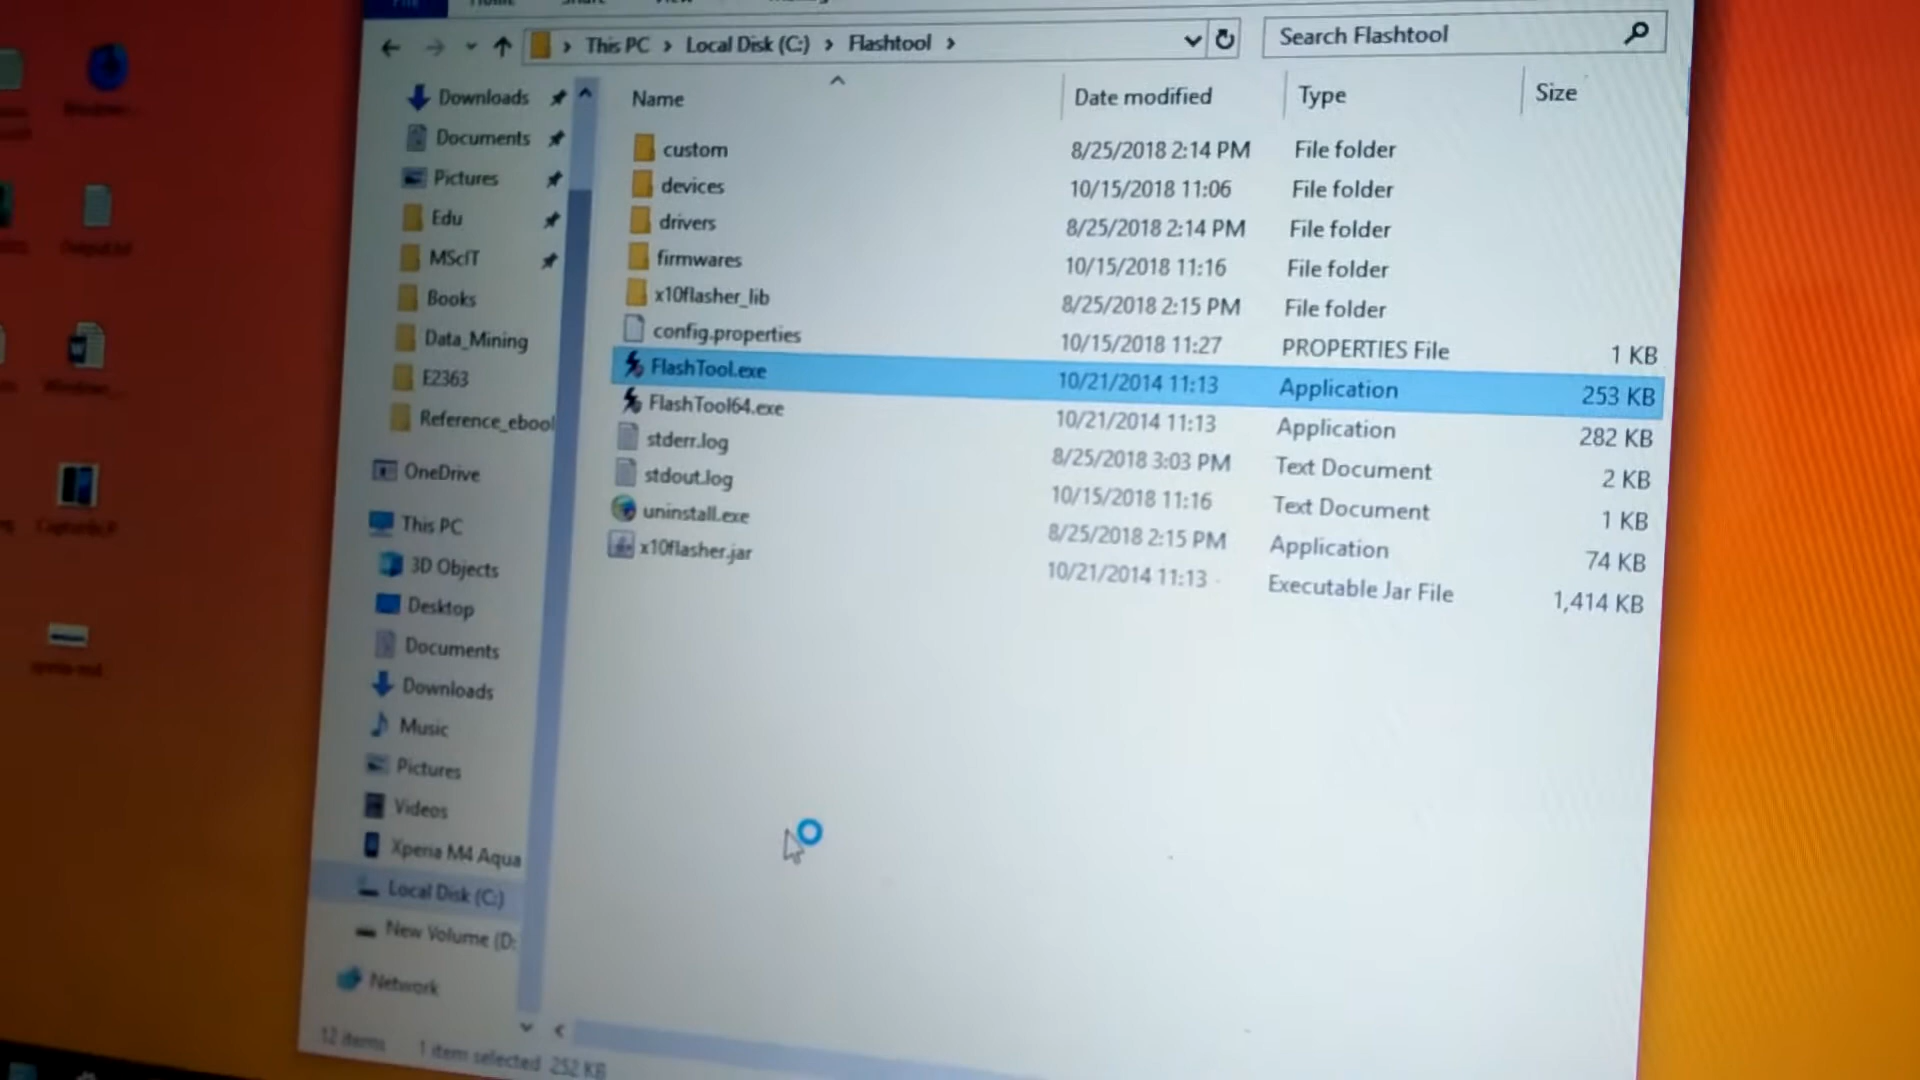 File Home Share View
This PC › Local Disk (C:) › Flashtool ›
Search Flashtool
Name Date modified Type Size
custom 8/25/2018 2:14 PM File folder
devices 10/15/2018 11:06 File folder
drivers 8/25/2018 2:14 PM File folder
firmwares 10/15/2018 11:16 File folder
x10flasher_lib 8/25/2018 2:15 PM File folder
config.properties 10/15/2018 11:27 PROPERTIES File 1 KB
FlashTool.exe 10/21/2014 11:13 Application 253 KB
FlashTool64.exe 10/21/2014 11:13 Application 282 KB
stderr.log 8/25/2018 3:03 PM Text Document 2 KB
stdout.log 10/15/2018 11:16 Text Document 1 KB
uninstall.exe 8/25/2018 2:15 PM Application 74 KB
x10flasher.jar 10/21/2014 11:13 Executable Jar File 1,414 KB
Downloads
Documents
Pictures
Edu
MScIT
Books
Data_Mining
E2363
Reference_ebool
OneDrive
This PC
3D Objects
Desktop
Documents
Downloads
Music
Pictures
Videos
Xperia M4 Aqua
Local Disk (C:)
New Volume (D:
Network
12 items 1 item selected 252 KB